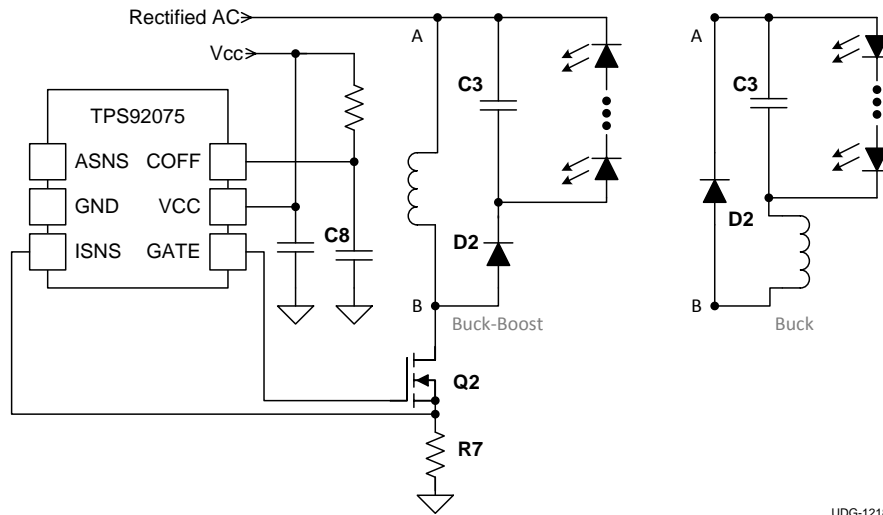 Rectified AC
A
A
Vcc
C3
C3
TPS92075
ASNS COFF
GND VCC
ISNS GATE
C8
D2
D2
B
B
Buck-Boost
Buck
Q2
R7